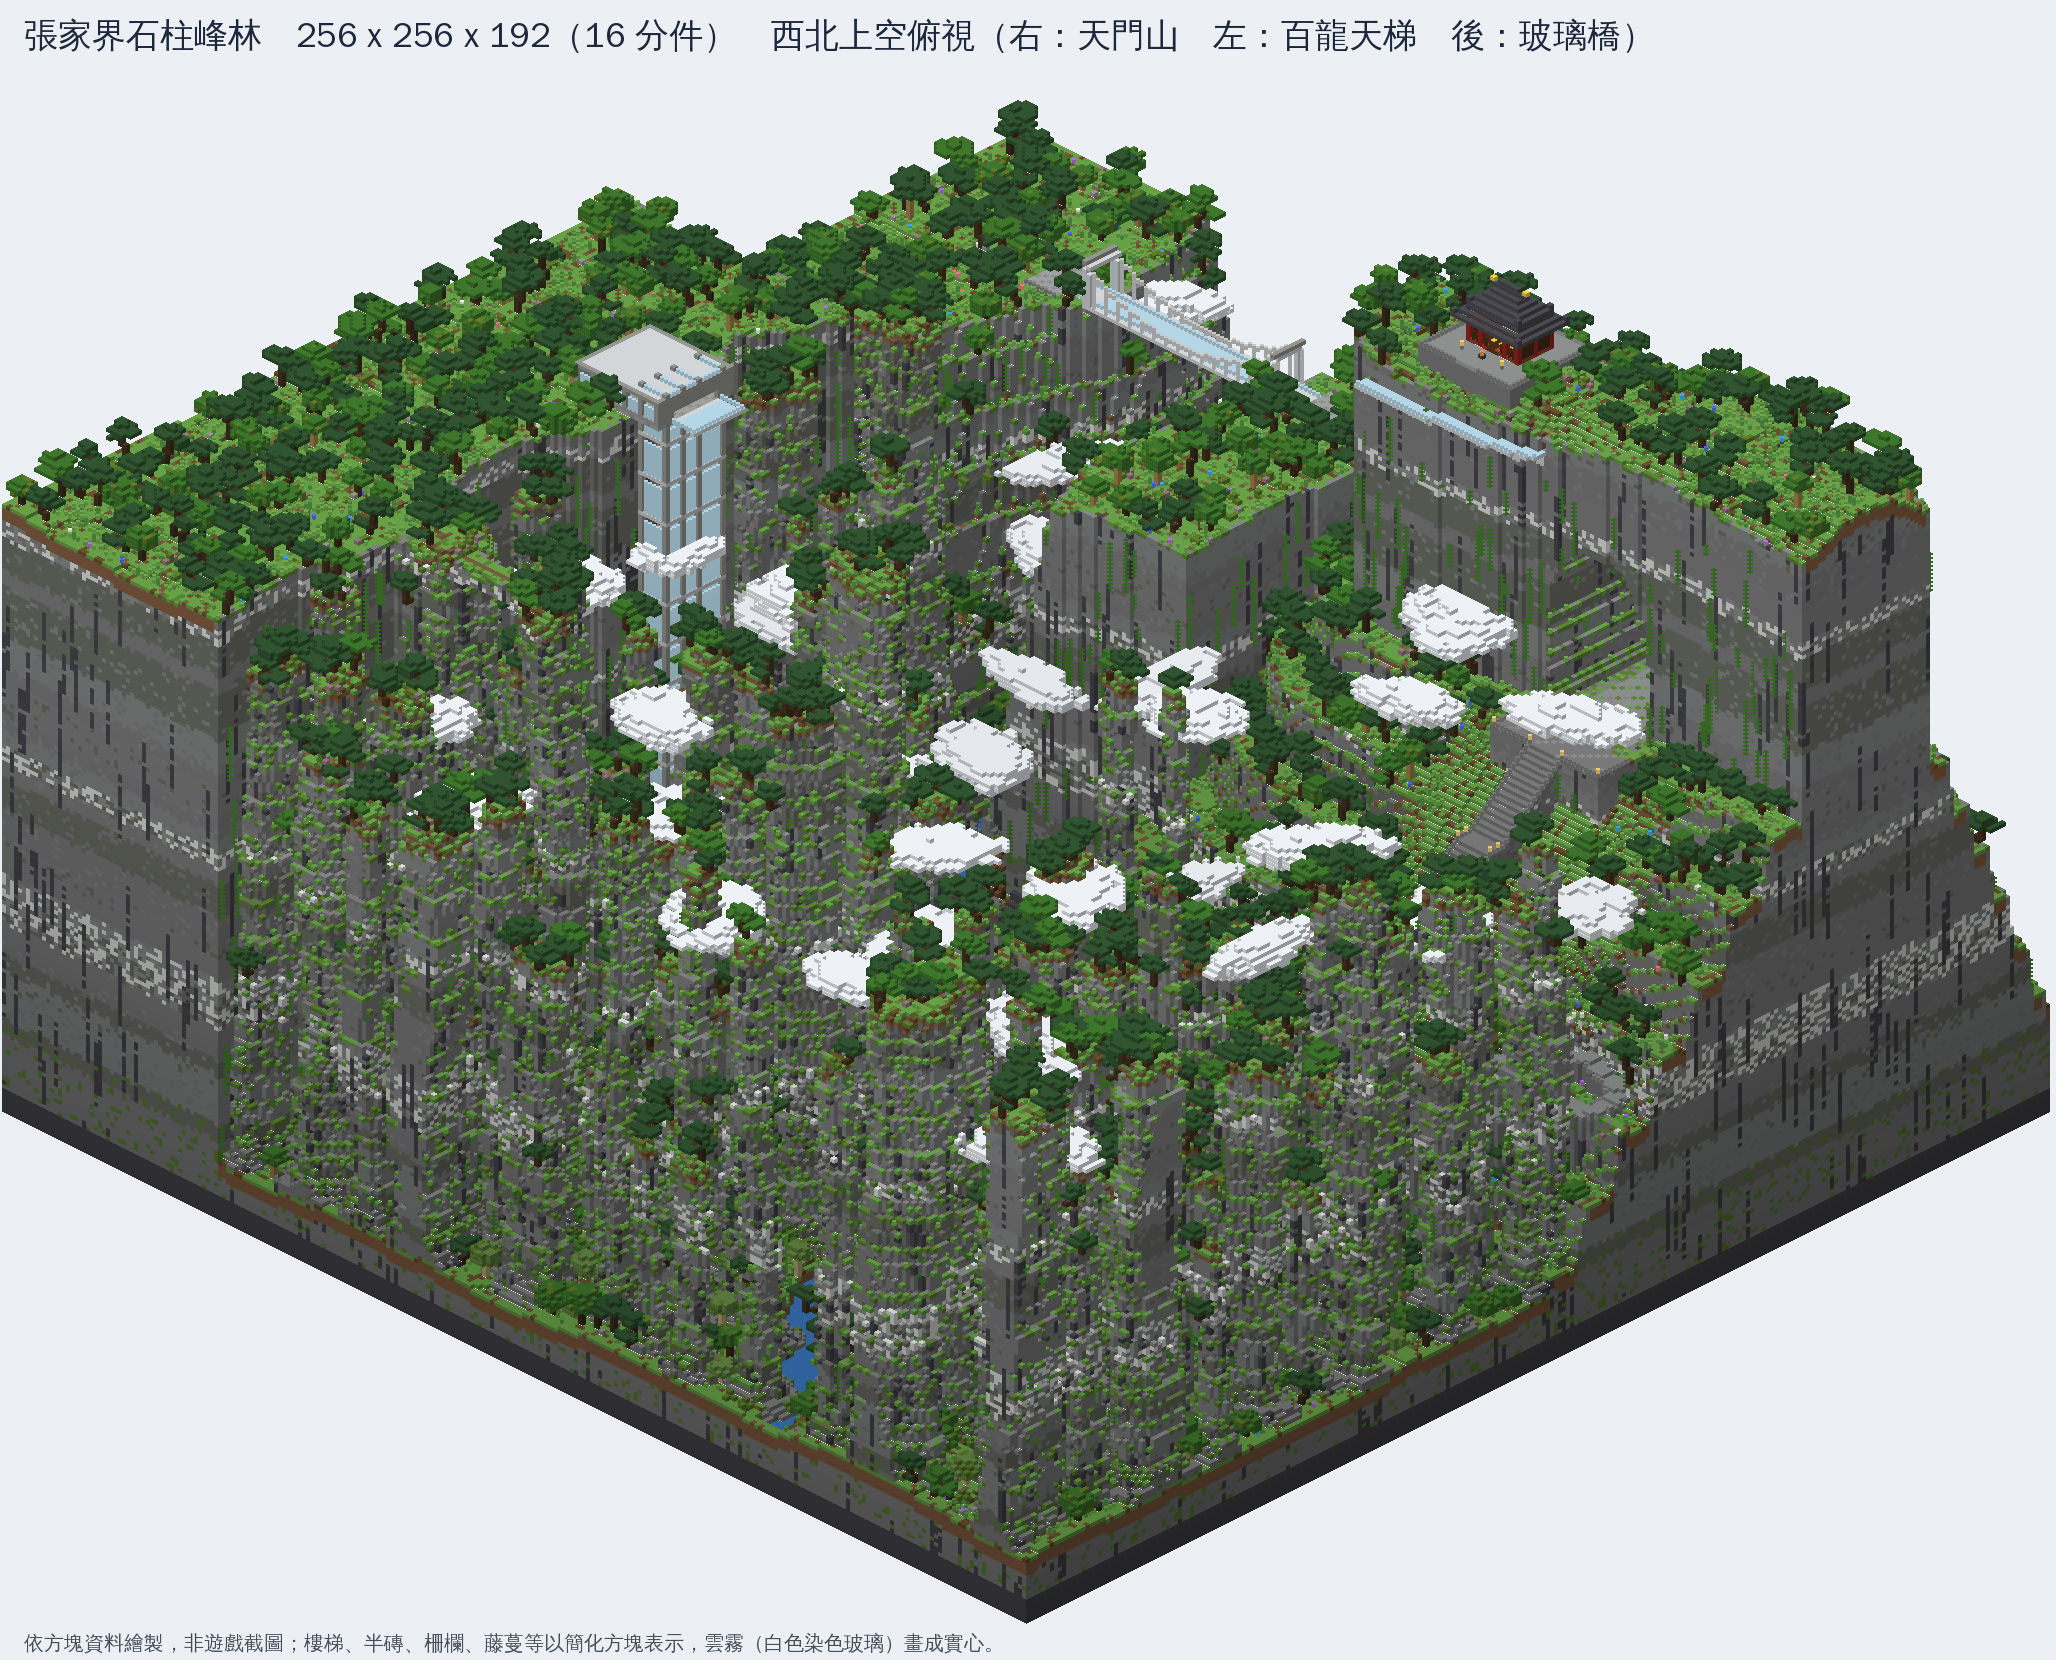 張家界石柱峰林　256 x 256 x 192（16 分件）　西北上空俯視（右：天門山　左：百龍天梯　後：玻璃橋）
依方塊資料繪製，非遊戲截圖；樓梯、半磚、柵欄、藤蔓等以簡化方塊表示，雲霧（白色染色玻璃）畫成實心。